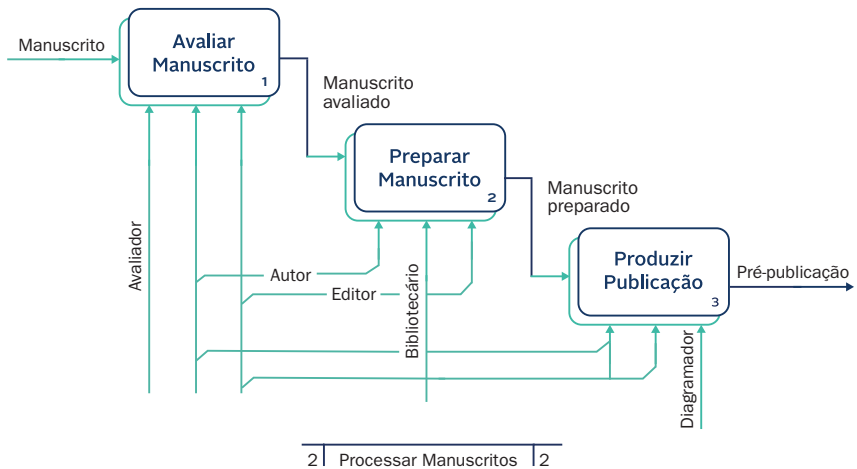 Manuscrito
Avaliar
Manuscrito
1
Manuscrito
avaliado
Preparar
Manuscrito
2
Manuscrito
preparado
Produzir
Publicação
3
Pré-publicação
Avaliador
Autor
Editor
Bibliotecário
Diagramador
2 Processar Manuscritos 2